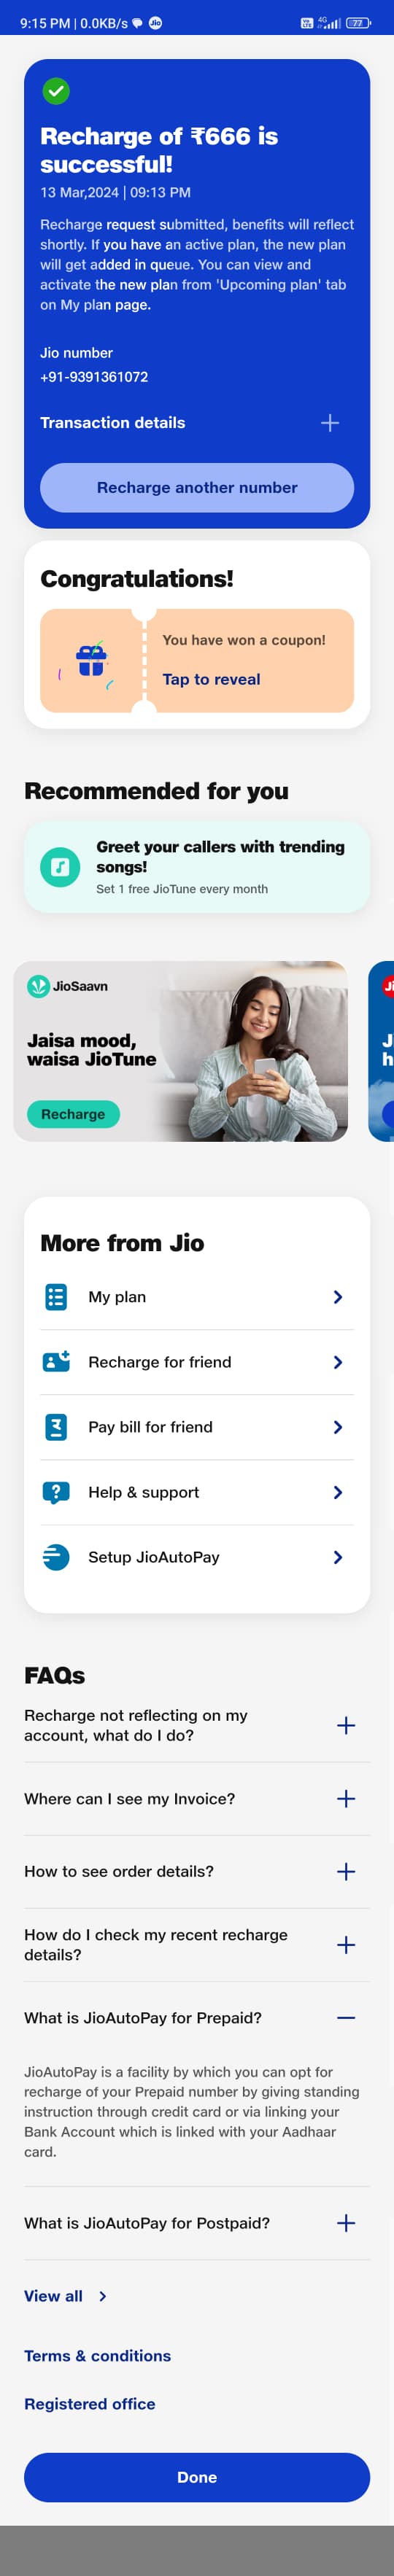 9:15 PM | 0.0KB/s Jio 4G 77
Recharge of ₹666 is
successful!
13 Mar,2024 | 09:13 PM
Recharge request submitted, benefits will reflect
shortly. If you have an active plan, the new plan
will get added in queue. You can view and
activate the new plan from 'Upcoming plan' tab
on My plan page.
Jio number
+91-9391361072
Transaction details
Recharge another number
Congratulations!
You have won a coupon!
Tap to reveal
Recommended for you
Greet your callers with trending
songs!
Set 1 free JioTune every month
JioSaavn
Jaisa mood,
waisa JioTune
Recharge
More from Jio
My plan
Recharge for friend
Pay bill for friend
Help & support
Setup JioAutoPay
FAQs
Recharge not reflecting on my
account, what do I do?
Where can I see my Invoice?
How to see order details?
How do I check my recent recharge
details?
What is JioAutoPay for Prepaid?
JioAutoPay is a facility by which you can opt for
recharge of your Prepaid number by giving standing
instruction through credit card or via linking your
Bank Account which is linked with your Aadhaar
card.
What is JioAutoPay for Postpaid?
View all
Terms & conditions
Registered office
Done